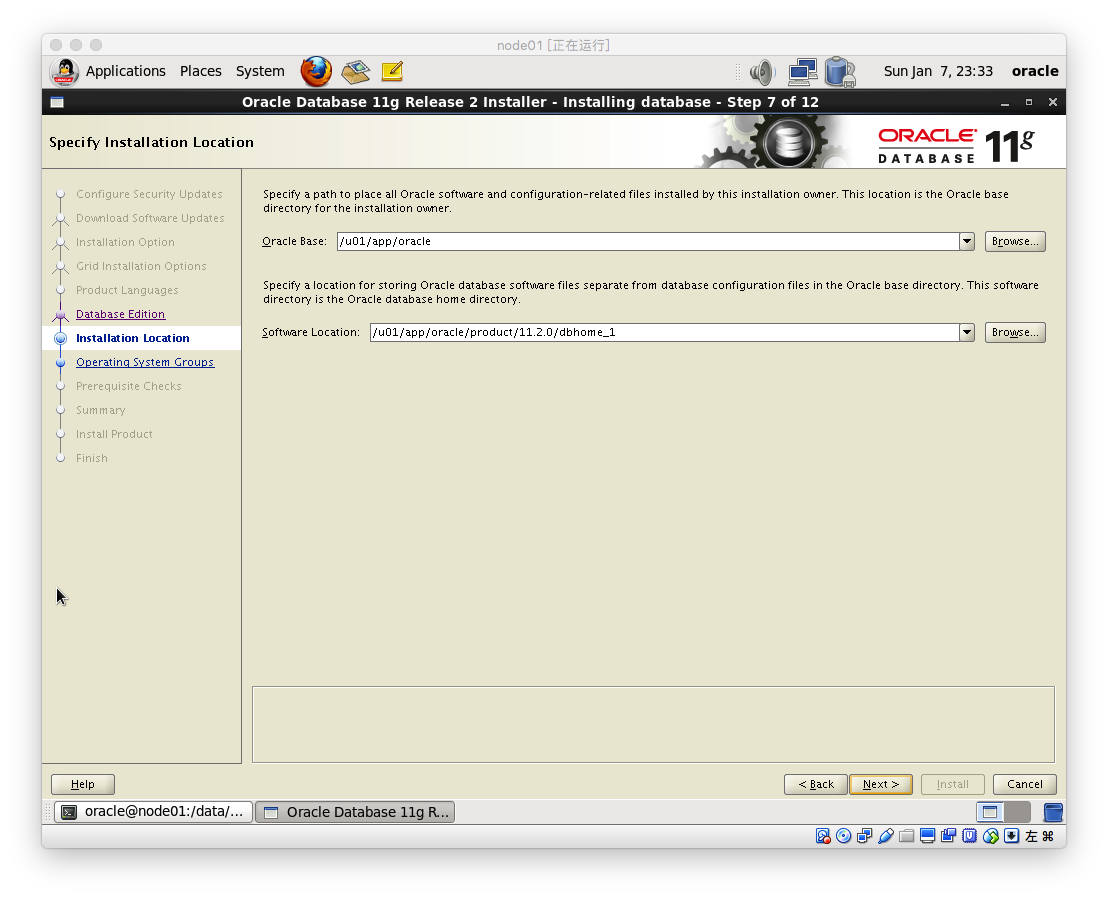 node01 [正在运行]
Applications Places System Sun Jan 7, 23:33 oracle
Oracle Database 11g Release 2 Installer - Installing database - Step 7 of 12
Specify Installation Location
ORACLE
DATABASE 11g
Configure Security Updates
Download Software Updates
Installation Option
Grid Installation Options
Product Languages
Database Edition
Installation Location
Operating System Groups
Prerequisite Checks
Summary
Install Product
Finish
Specify a path to place all Oracle software and configuration-related files installed by this installation owner. This location is the Oracle base
directory for the installation owner.
Oracle Base: /u01/app/oracle Browse...
Specify a location for storing Oracle database software files separate from database configuration files in the Oracle base directory. This software
directory is the Oracle database home directory.
Software Location: /u01/app/oracle/product/11.2.0/dbhome_1 Browse...
Help < Back Next > Install Cancel
oracle@node01:/data/... Oracle Database 11g R...
左 ⌘